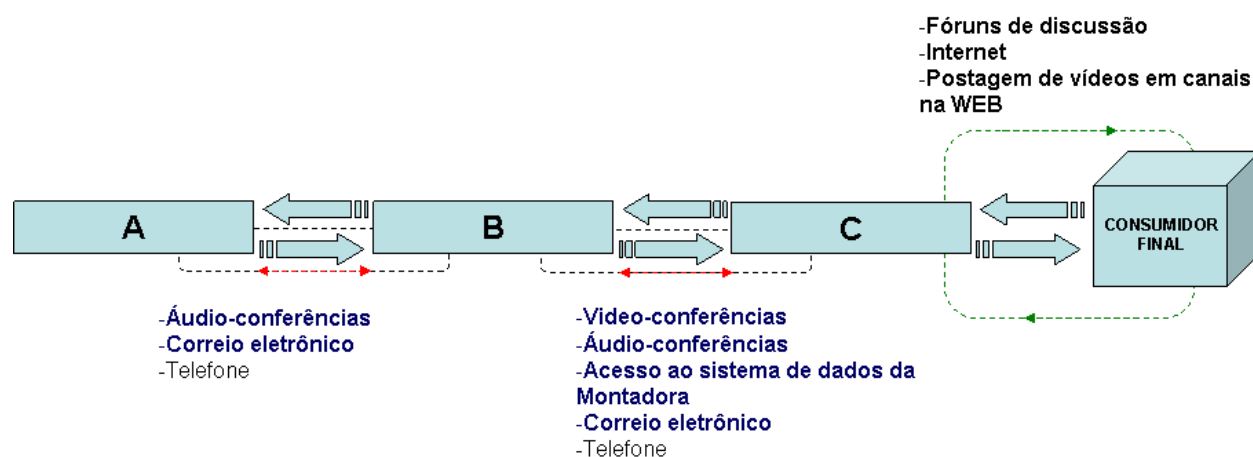 -Fóruns de discussão
-Internet
-Postagem de vídeos em canais
na WEB
A
B
C
CONSUMIDOR
FINAL
-Áudio-conferências
-Correio eletrônico
-Telefone
-Video-conferências
-Áudio-conferências
-Acesso ao sistema de dados da
Montadora
-Correio eletrônico
-Telefone